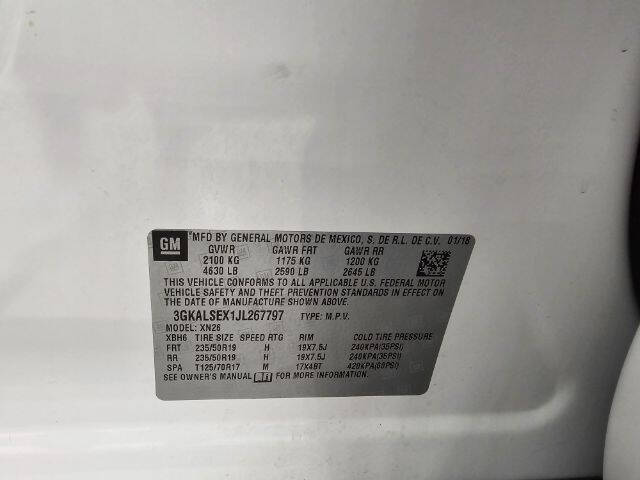 GM MFD BY GENERAL MOTORS DE MEXICO, S. DE R.L. DE C.V. 01/18
GVWR GAWR FRT GAWR RR
2100 KG 1175 KG 1200 KG
4630 LB 2590 LB 2645 LB
THIS VEHICLE CONFORMS TO ALL APPLICABLE U.S. FEDERAL MOTOR
VEHICLE SAFETY AND THEFT PREVENTION STANDARDS IN EFFECT ON
THE DATE OF MANUFACTURE SHOWN ABOVE.
3GKALSEX1JL267797 TYPE: M.P.V.
MODEL: XN26
XBH6 TIRE SIZE SPEED RTG RIM COLD TIRE PRESSURE
FRT 235/50R19 H 19X7.5J 240KPA(35PSI)
RR 235/50R19 H 19X7.5J 240KPA(35PSI)
SPA T125/70R17 M 17X4BT 420KPA(60PSI)
SEE OWNER'S MANUAL FOR MORE INFORMATION.